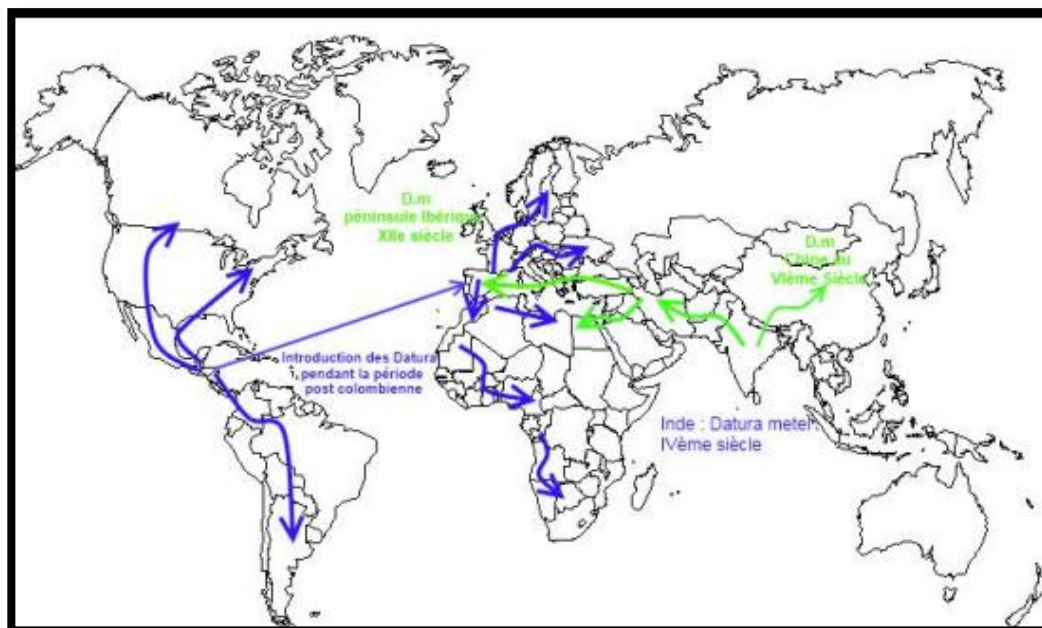 D.m
péninsule Ibérique
XIIe siècle
D.m
Chine au
VIème Siècle
Introduction des Datura
pendant la période
post colombienne
Inde : Datura metel :
IVème siècle